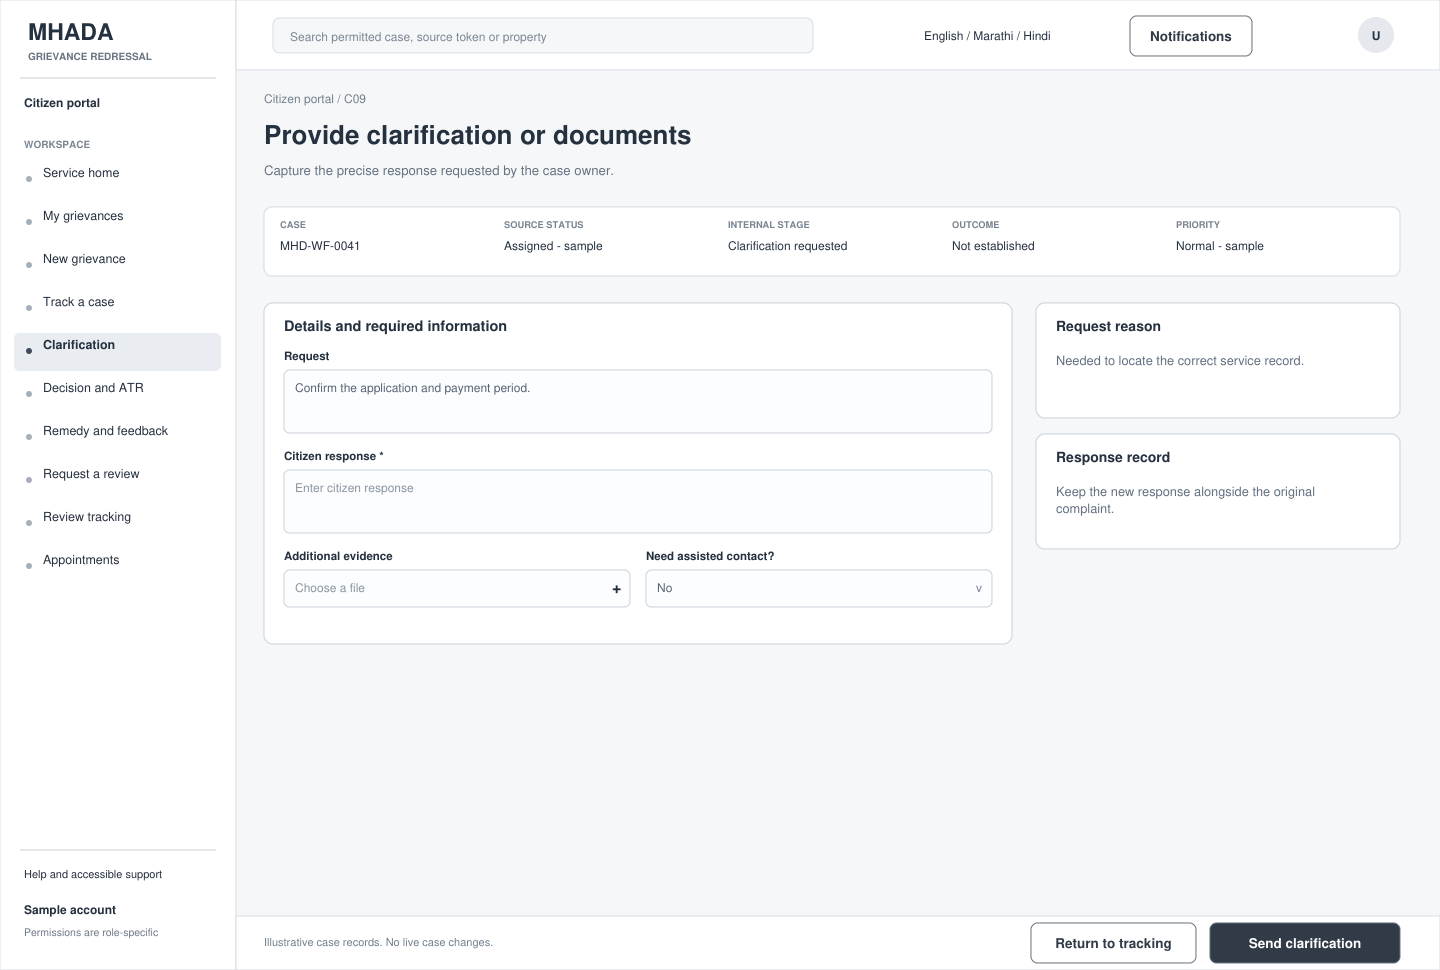 MHADA
GRIEVANCE REDRESSAL
Citizen portal
WORKSPACE
Service home
My grievances
New grievance
Track a case
Clarification
Decision and ATR
Remedy and feedback
Request a review
Review tracking
Appointments
Help and accessible support
Sample account
Permissions are role-specific
Search permitted case, source token or property
English / Marathi / Hindi
Notifications
U
Citizen portal / C09
Provide clarification or documents
Capture the precise response requested by the case owner.
CASE
MHD-WF-0041
SOURCE STATUS
Assigned - sample
INTERNAL STAGE
Clarification requested
OUTCOME
Not established
PRIORITY
Normal - sample
Details and required information
Request
Confirm the application and payment period.
Citizen response *
Enter citizen response
Additional evidence
Choose a file +
Need assisted contact?
No v
Request reason
Needed to locate the correct service record.
Response record
Keep the new response alongside the original
complaint.
Illustrative case records. No live case changes.
Return to tracking
Send clarification